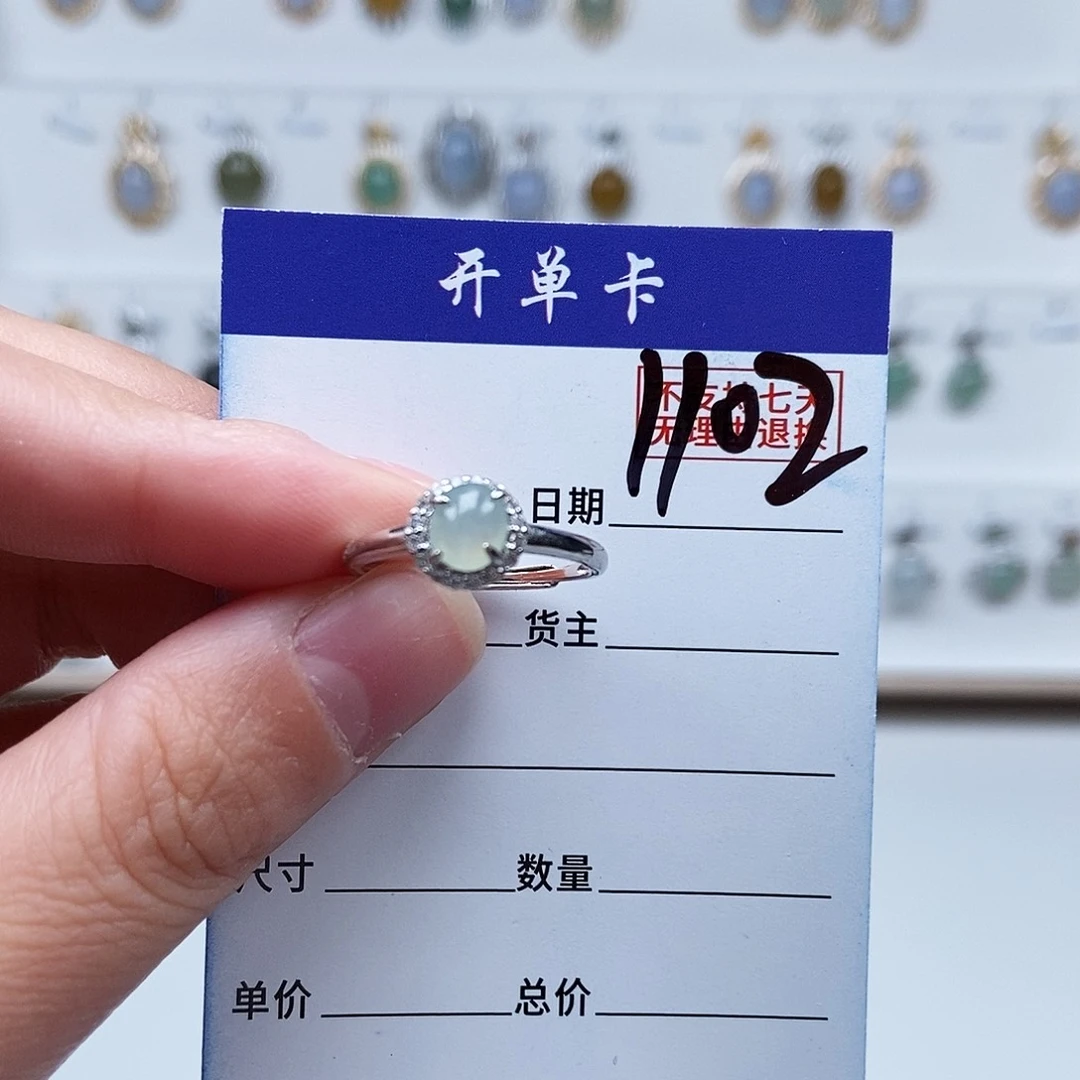 开单卡
1102
不支持七天
无理由退换
日期
货主
尺寸 数量
单价 总价